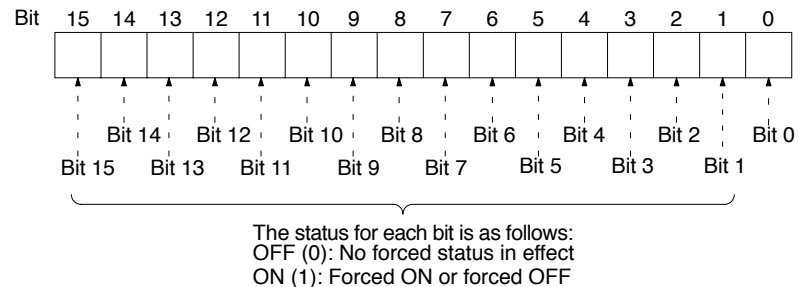 Bit 15 14 13 12 11 10 9 8 7 6 5 4 3 2 1 0
Bit 14 Bit 12 Bit 10 Bit 8 Bit 6 Bit 4 Bit 2 Bit 0
Bit 15 Bit 13 Bit 11 Bit 9 Bit 7 Bit 5 Bit 3 Bit 1
The status for each bit is as follows:
OFF (0): No forced status in effect
ON (1): Forced ON or forced OFF